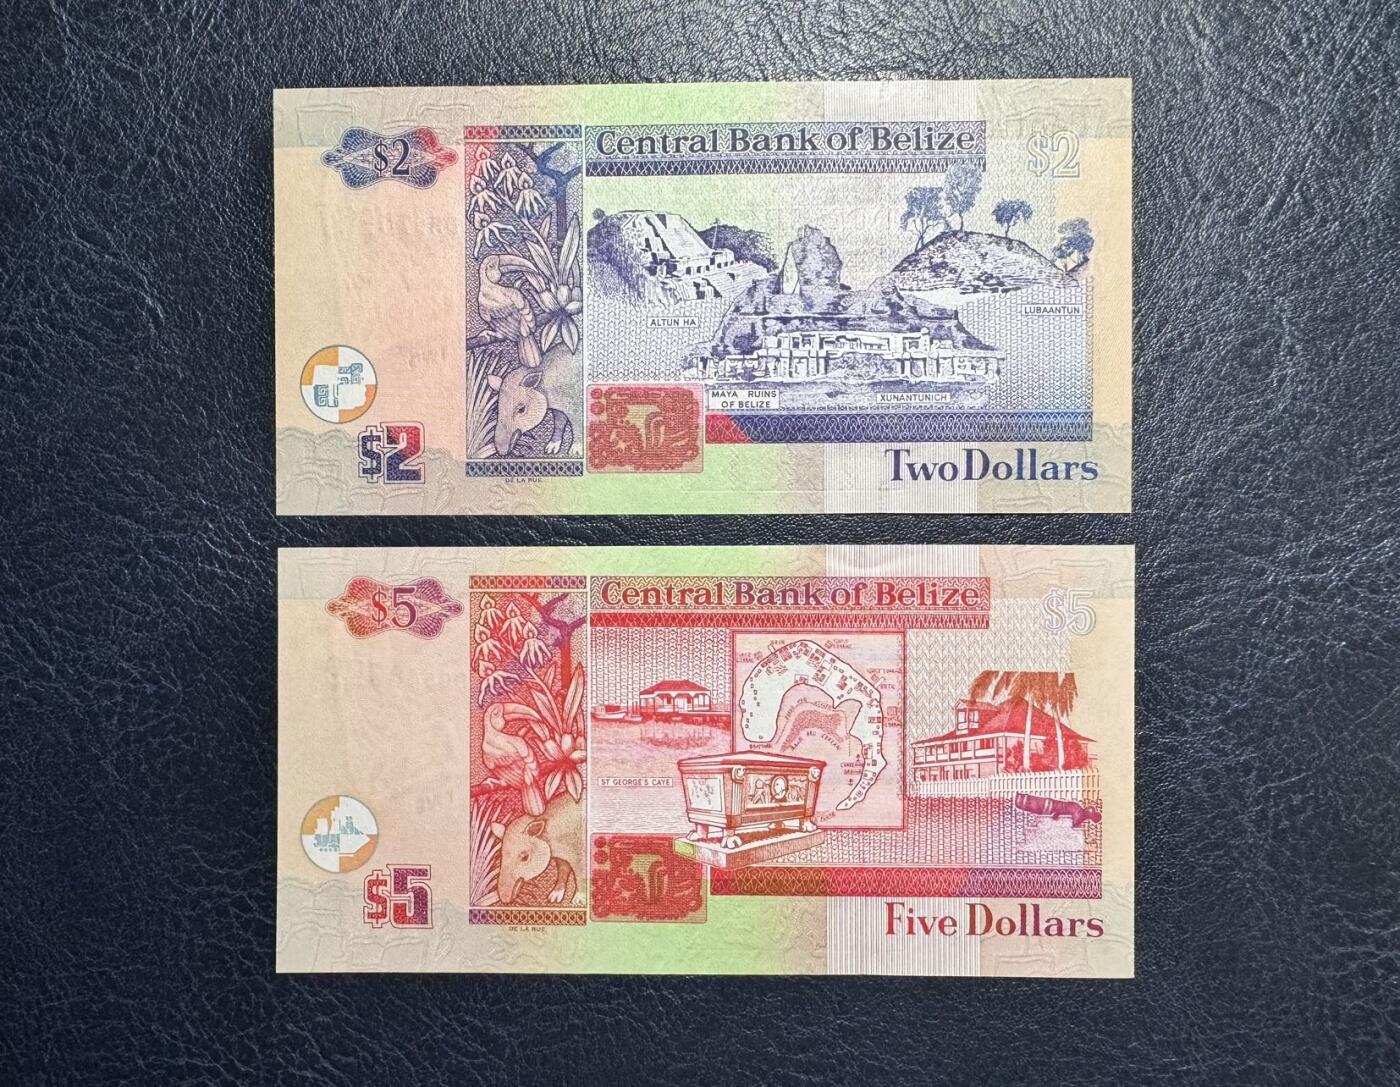 $2
Central Bank of Belize
$2
ALTUN HA
LUBAANTUN
MAYA RUINS
OF BELIZE
XUNANTUNICH
$2
DE LA RUE
Two Dollars
$5
Central Bank of Belize
$5
ST GEORGE'S CAYE
$5
DE LA RUE
Five Dollars